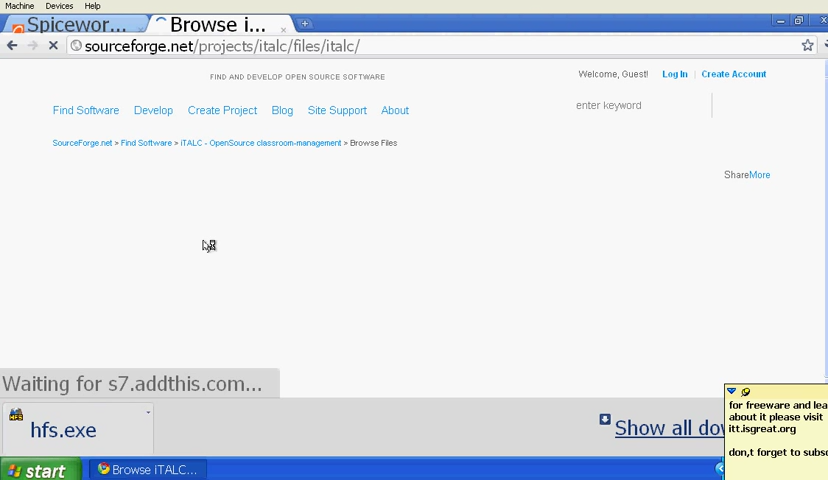 Machine Devices Help
Spicewor... Browse i...
sourceforge.net/projects/italc/files/italc/
FIND AND DEVELOP OPEN SOURCE SOFTWARE
Welcome, Guest! Log In | Create Account
Find Software Develop Create Project Blog Site Support About
enter keyword
SourceForge.net > Find Software > iTALC - OpenSource classroom-management > Browse Files
ShareMore
Waiting for s7.addthis.com...
for freeware and lea
about it please visit
itt.isgreat.org
don,t forget to subsc
HFS
hfs.exe
Show all do
start
Browse iTALC...